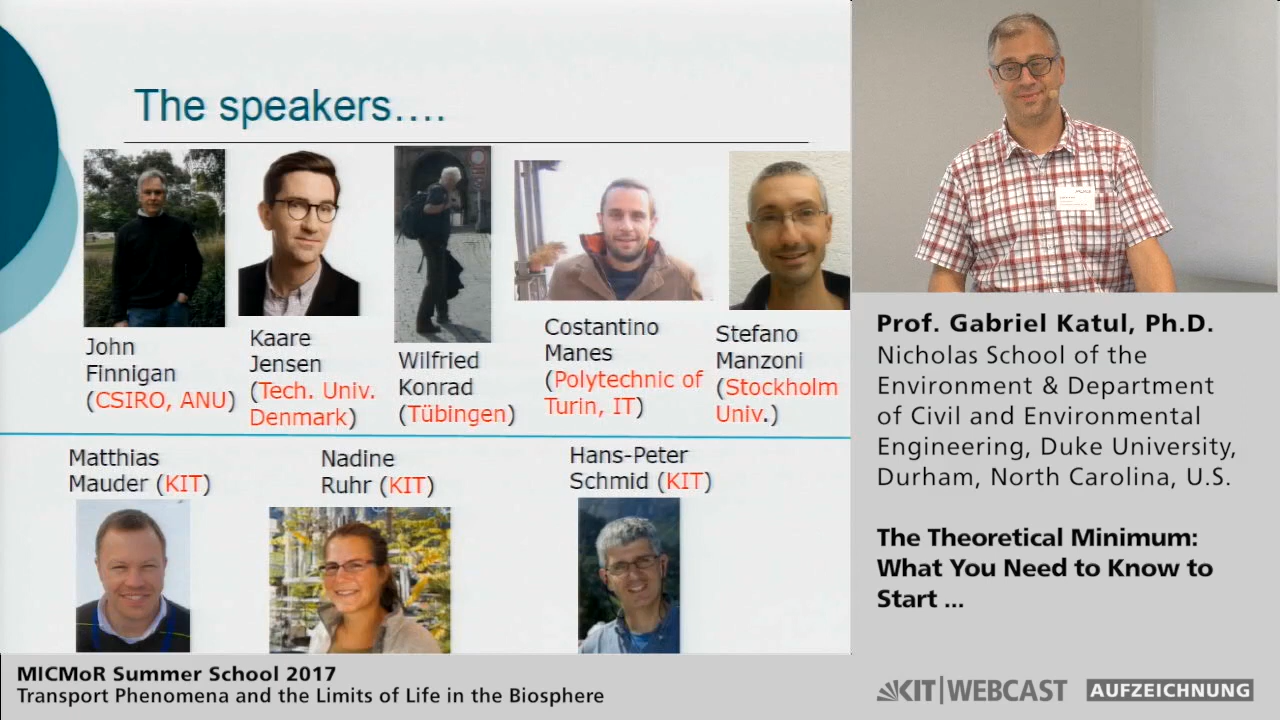 The speakers....
John
Finnigan
(CSIRO, ANU)
Kaare
Jensen
(Tech. Univ.
Denmark)
Wilfried
Konrad
(Tübingen)
Costantino
Manes
(Polytechnic of
Turin, IT)
Stefano
Manzoni
(Stockholm
Univ.)
Matthias
Mauder (KIT)
Nadine
Ruhr (KIT)
Hans-Peter
Schmid (KIT)
Prof. Gabriel Katul, Ph.D.
Nicholas School of the
Environment & Department
of Civil and Environmental
Engineering, Duke University,
Durham, North Carolina, U.S.
The Theoretical Minimum:
What You Need to Know to
Start ...
MICMoR Summer School 2017
Transport Phenomena and the Limits of Life in the Biosphere
KIT|WEBCAST
AUFZEICHNUNG